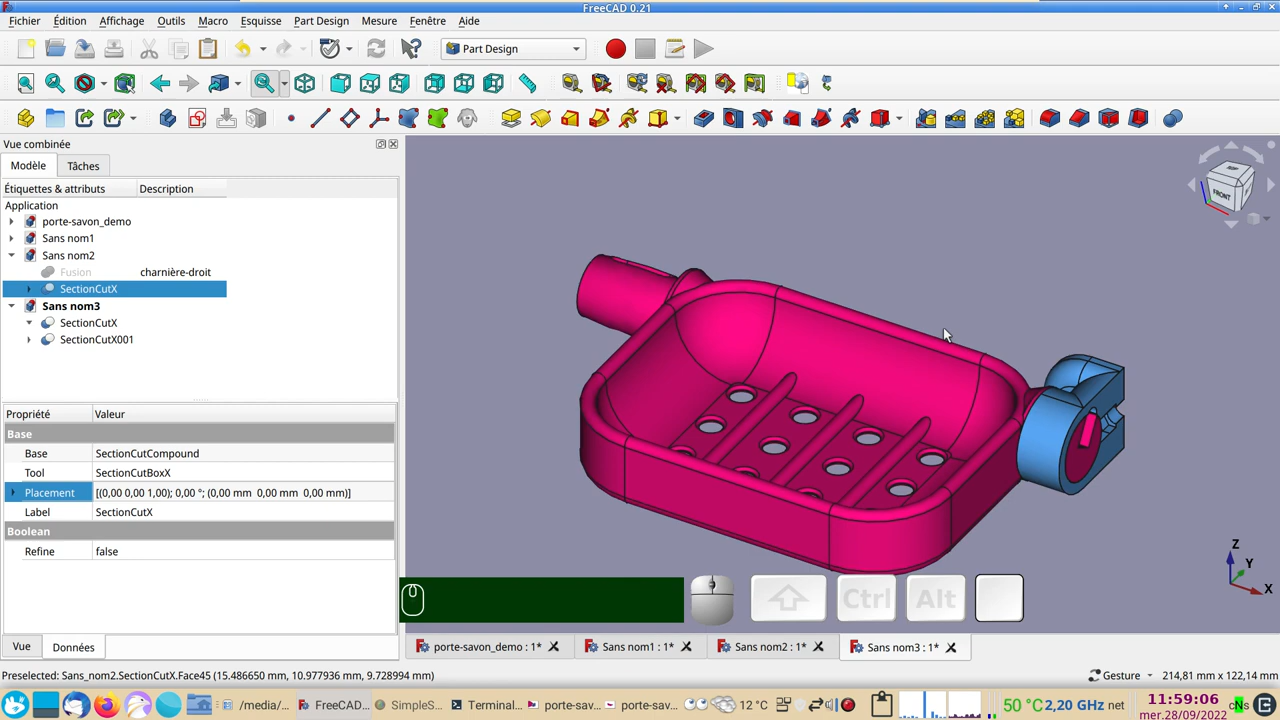 FreeCAD 0.21
Fichier Édition Affichage Outils Macro Esquisse Part Design Mesure Fenêtre Aide
Part Design
Vue combinée
Modèle Tâches
Étiquettes & attributs Description
Application
porte-savon_demo
Sans nom1
Sans nom2
Fusion charnière-droit
SectionCutX
Sans nom3
SectionCutX
SectionCutX001
Propriété Valeur
Base
Base SectionCutCompound
Tool SectionCutBoxX
Placement [(0,00 0,00 1,00); 0,00 °; (0,00 mm 0,00 mm 0,00 mm)]
Label SectionCutX
Boolean
Refine false
FRONT
Z
Y
X
Ctrl Alt
Vue Données
porte-savon_demo : 1* Sans nom1 : 1* Sans nom2 : 1* Sans nom3 : 1*
Preselected: Sans_nom2.SectionCutX.Face45 (15.486650 mm, 10.977936 mm, 9.728994 mm)
Gesture 214,81 mm x 122,14 mm
/media/... FreeCAD... SimpleS... Terminal... porte-sav... porte-sav... 12 °C 50 °C 2,20 GHz net 11:59:06
mer.28/09/2022